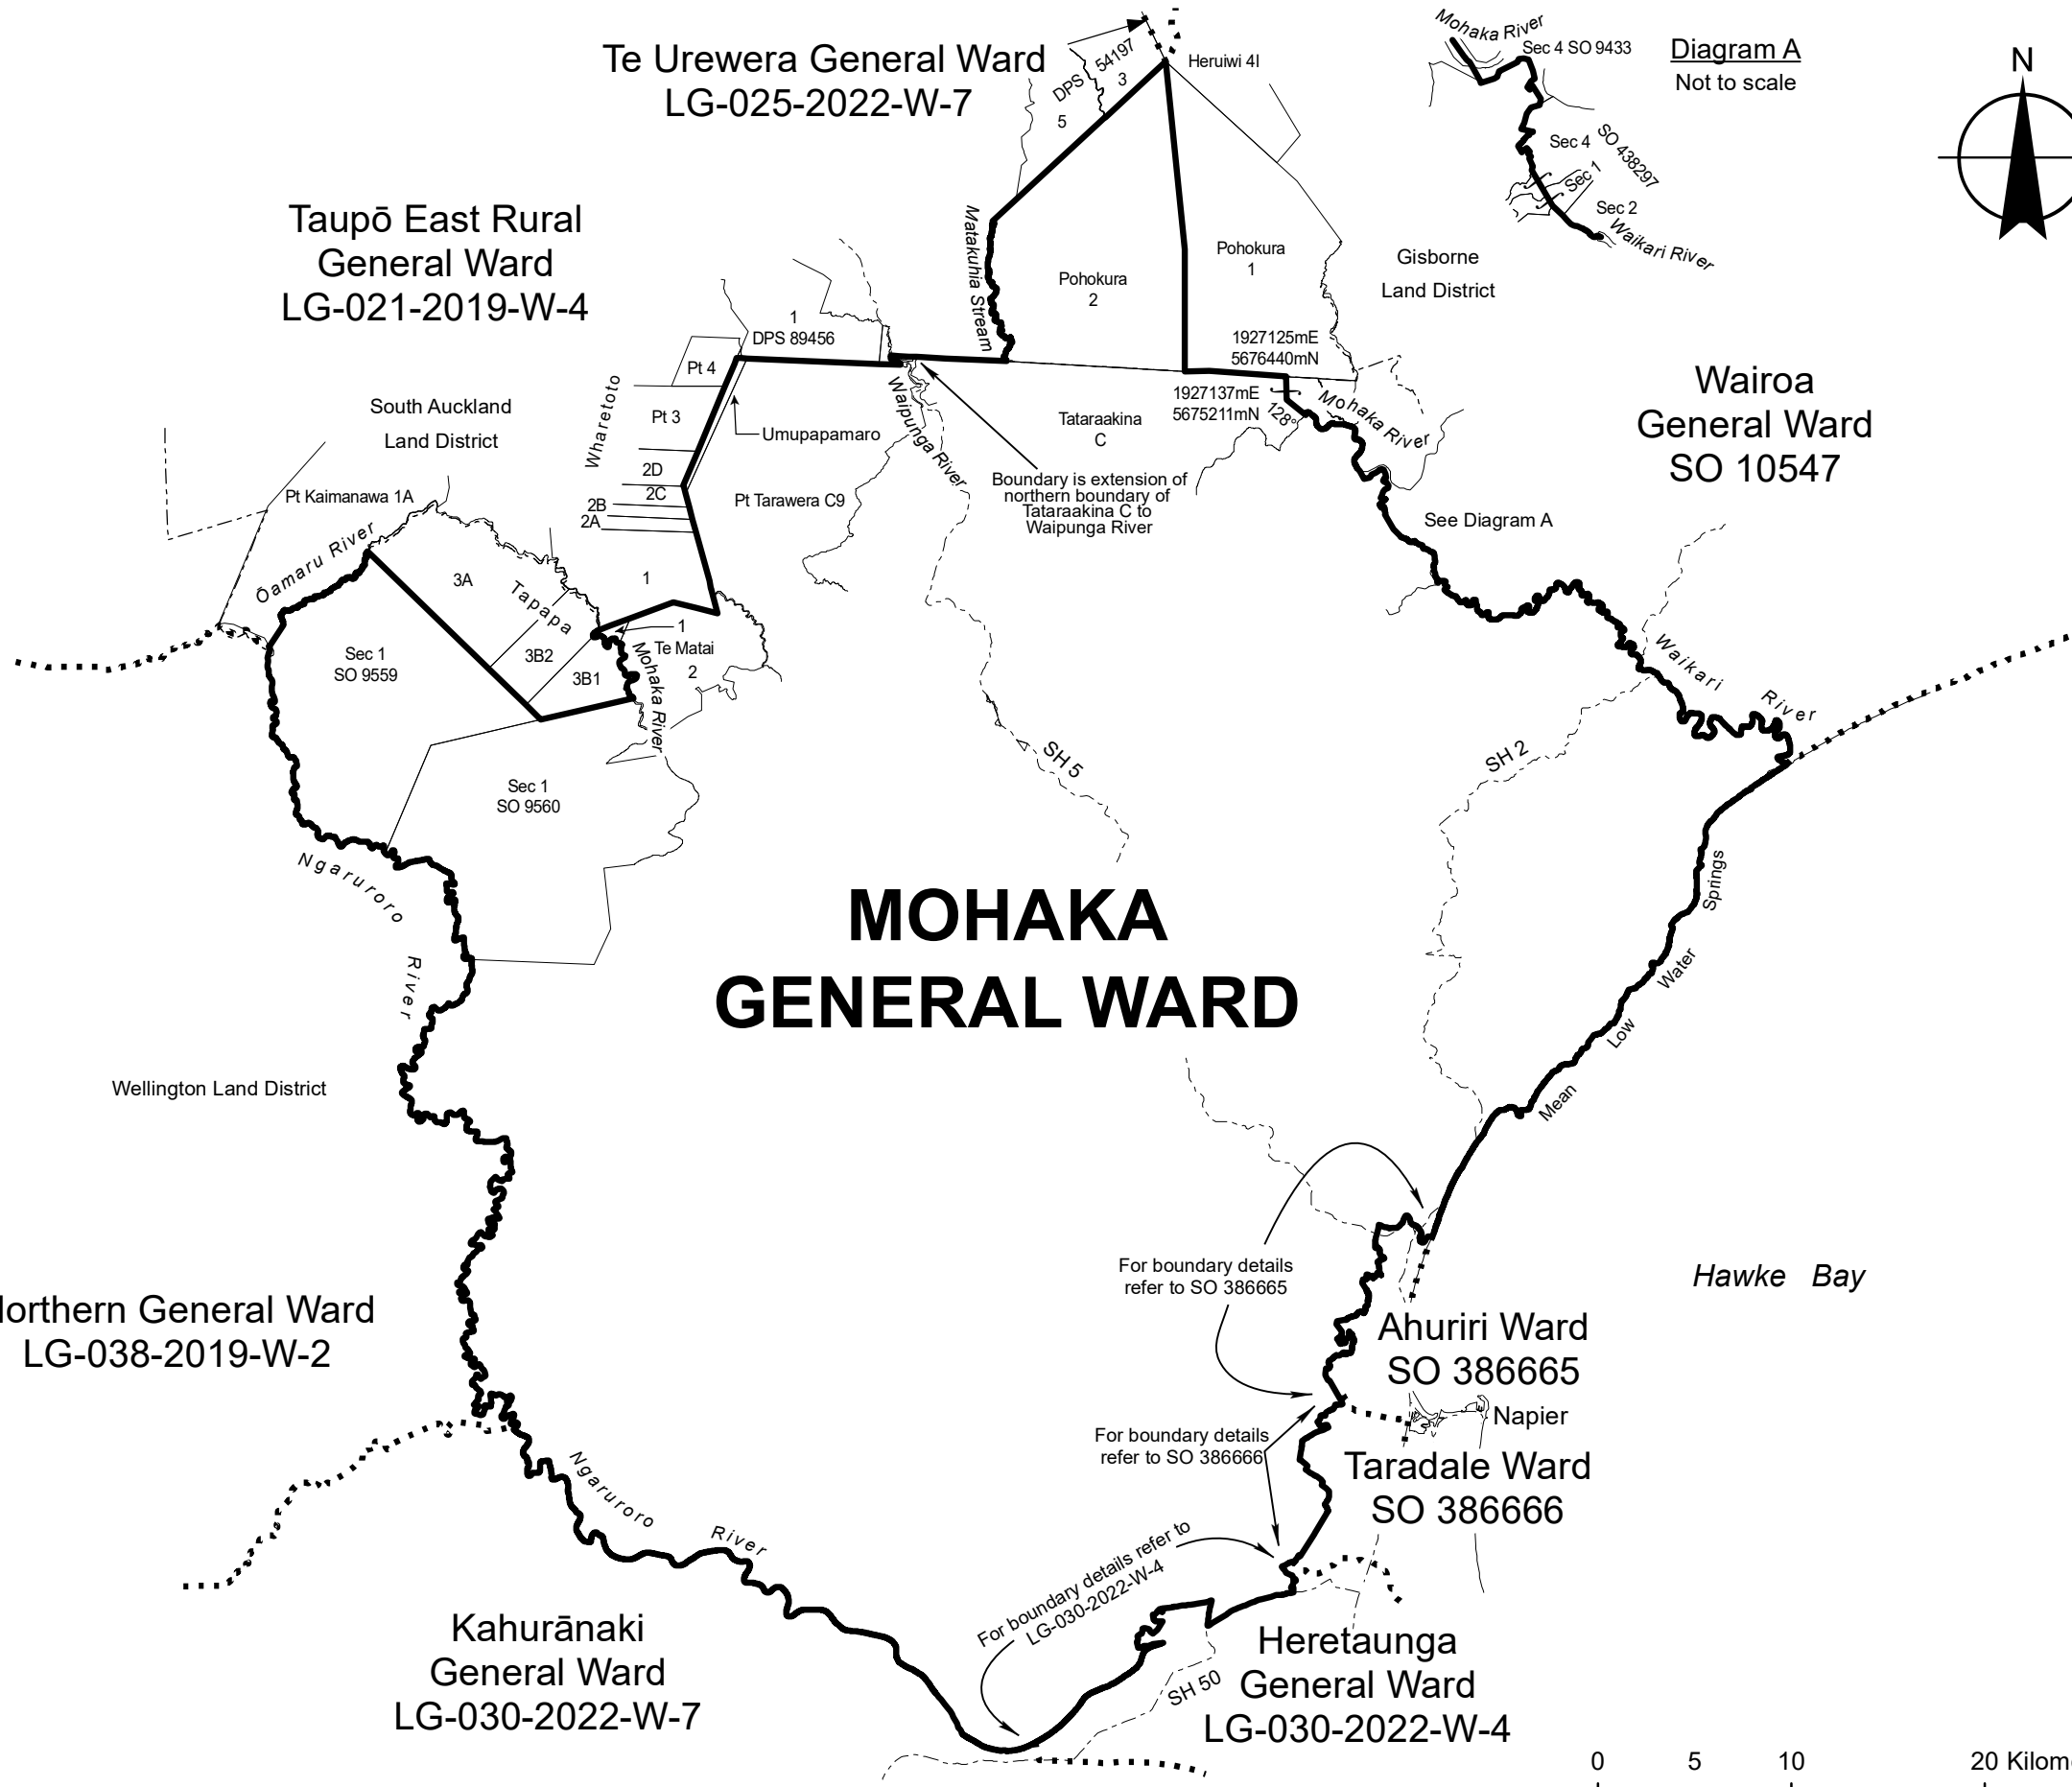 Te Urewera General Ward
LG-025-2022-W-7
DPS 54197
3
5
Heruiwi 4I
Mohaka River
Sec 4 SO 9433
Diagram A
Not to scale
N
Sec 4
SO 438297
Sec 1
Sec 2
Waikari River
Taupō East Rural
General Ward
LG-021-2019-W-4
Matakuhia Stream
Pohokura
2
Pohokura
1
Gisborne
Land District
1
DPS 89456
1927125mE
5676440mN
1927137mE
5675211mN
128°
Mohaka River
Wairoa
General Ward
SO 10547
Pt 4
Pt 3
2D
2C
2B
2A
1
Wharetoto
South Auckland
Land District
Umupapamaro
Waipunga River
Tataraakina
C
Boundary is extension of
northern boundary of
Tataraakina C to
Waipunga River
Pt Tarawera C9
See Diagram A
Pt Kaimanawa 1A
Ōamaru River
3A
Tapapa
3B2
3B1
1
Te Matai
2
Mohaka River
Sec 1
SO 9559
Sec 1
SO 9560
SH 5
SH 2
Waikari River
Ngaruroro River
MOHAKA
GENERAL WARD
Springs
Water
Low
Mean
Wellington Land District
For boundary details
refer to SO 386665
Hawke Bay
orthern General Ward
LG-038-2019-W-2
Ahuriri Ward
SO 386665
Napier
For boundary details
refer to SO 386666
Taradale Ward
SO 386666
Ngaruroro River
For boundary details refer to
LG-030-2022-W-4
Kahurānaki
General Ward
LG-030-2022-W-7
SH 50
Heretaunga
General Ward
LG-030-2022-W-4
0 5 10 20 Kilom